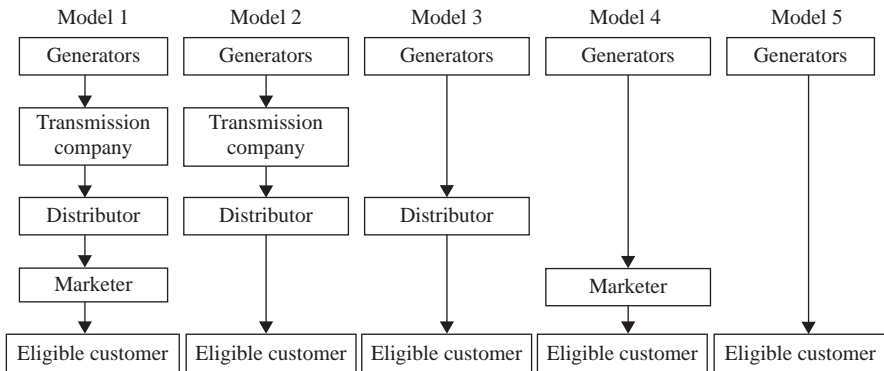 Model 1
Model 2
Model 3
Model 4
Model 5
Generators
Generators
Generators
Generators
Generators
Transmission
company
Transmission
company
Distributor
Distributor
Distributor
Marketer
Marketer
Eligible customer
Eligible customer
Eligible customer
Eligible customer
Eligible customer